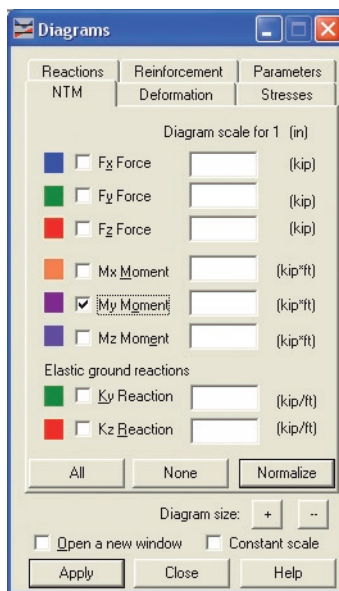 Diagrams
Reactions Reinforcement Parameters
NTM Deformation Stresses
Diagram scale for 1 (in)
Fx Force (kip)
Fy Force (kip)
Fz Force (kip)
Mx Moment (kip*ft)
My Moment (kip*ft)
Mz Moment (kip*ft)
Elastic ground reactions
Ky Reaction (kip/ft)
Kz Reaction (kip/ft)
All None Normalize
Diagram size: + --
Open a new window Constant scale
Apply Close Help